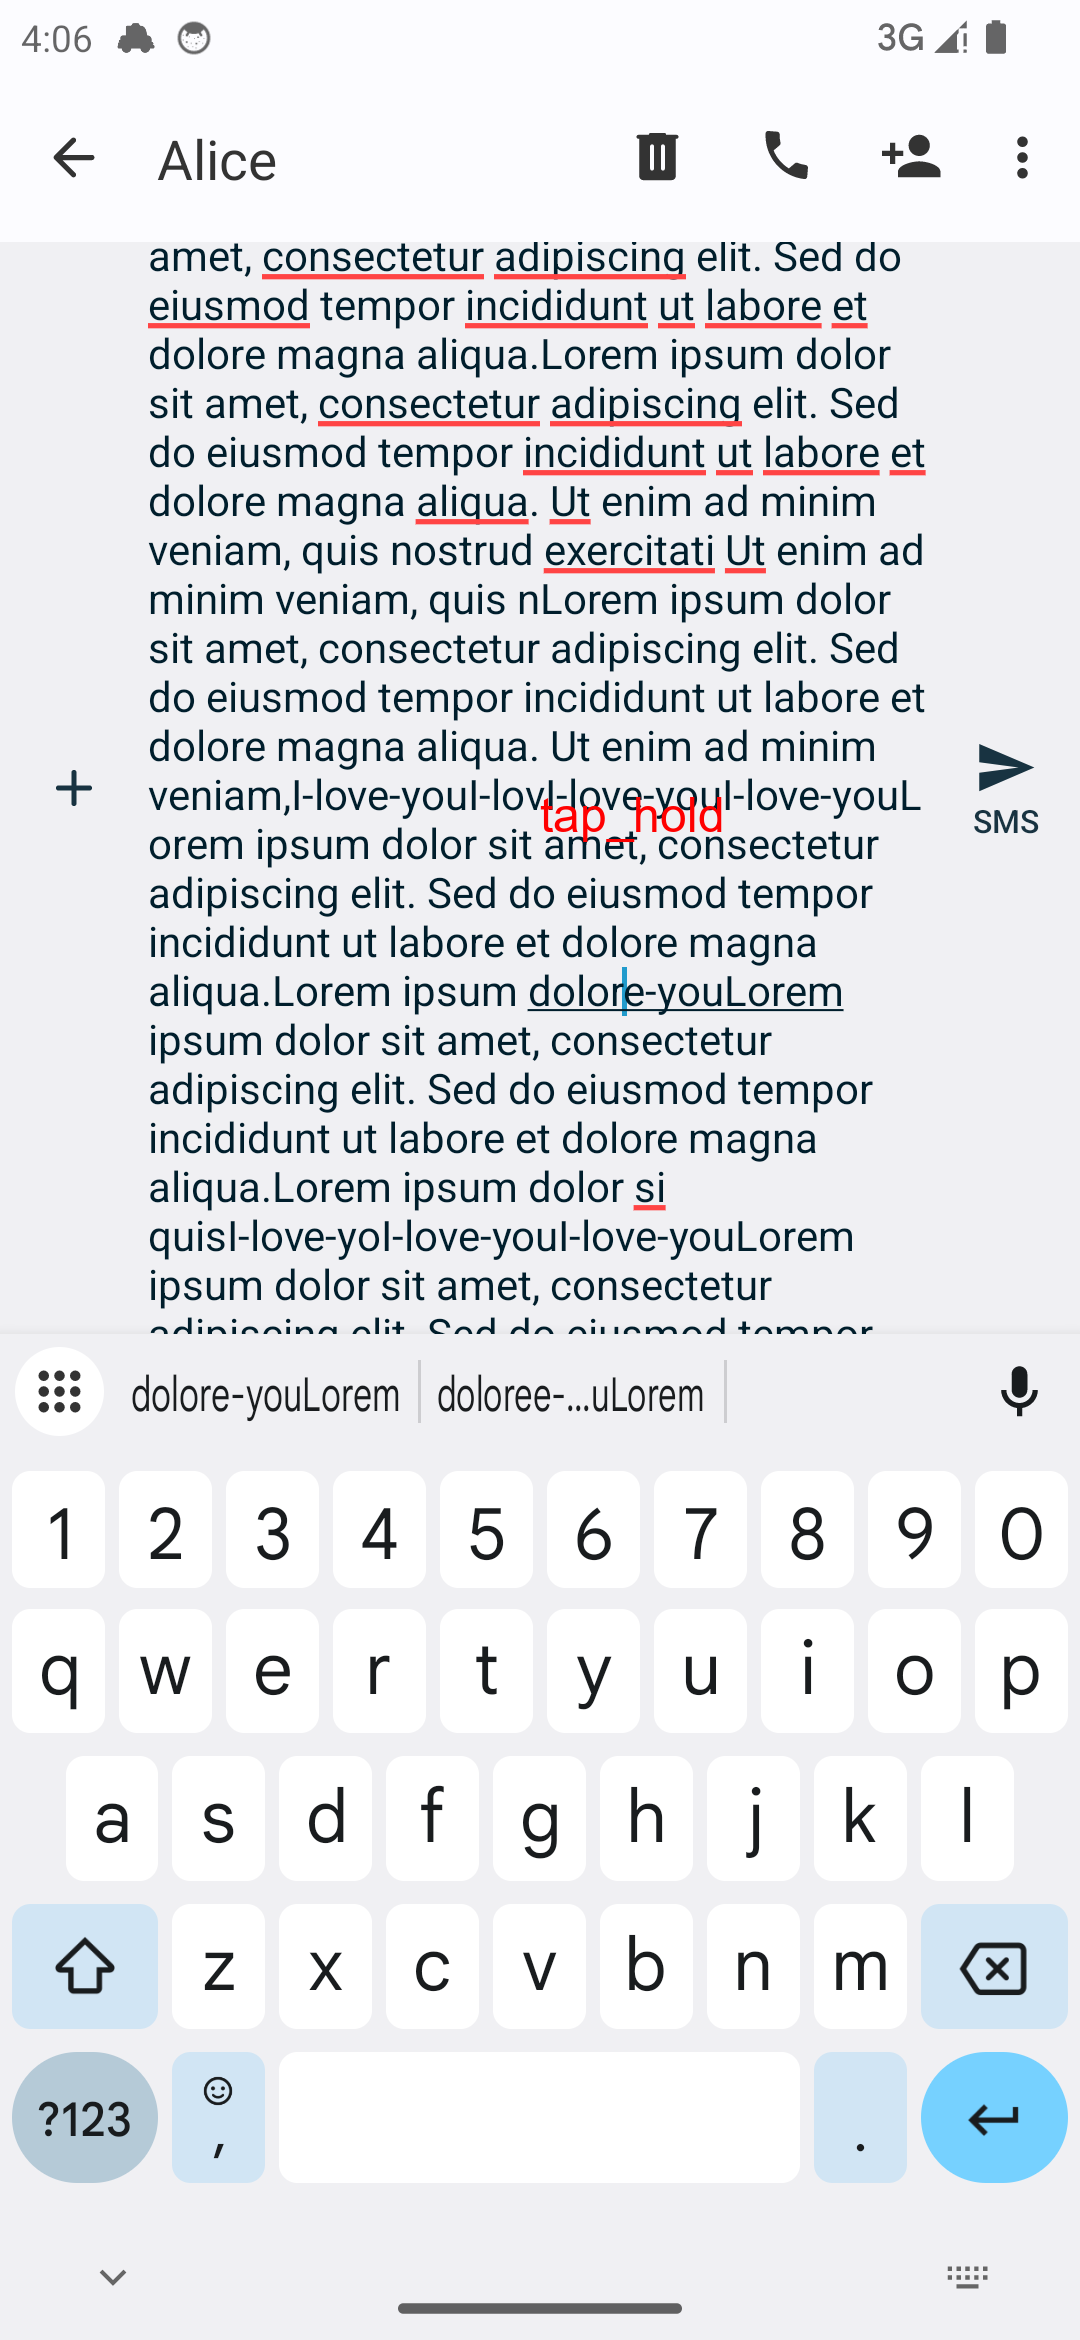 4:06
3G
Alice
amet, consectetur adipiscing elit. Sed do
eiusmod tempor incididunt ut labore et
dolore magna aliqua.Lorem ipsum dolor
sit amet, consectetur adipiscing elit. Sed
do eiusmod tempor incididunt ut labore et
dolore magna aliqua. Ut enim ad minim
veniam, quis nostrud exercitati Ut enim ad
minim veniam, quis nLorem ipsum dolor
sit amet, consectetur adipiscing elit. Sed
do eiusmod tempor incididunt ut labore et
dolore magna aliqua. Ut enim ad minim
veniam,I-love-youI-lovI-love-youI-love-youL
tap_hold
SMS
orem ipsum dolor sit amet, consectetur
adipiscing elit. Sed do eiusmod tempor
incididunt ut labore et dolore magna
aliqua.Lorem ipsum dolore-youLorem
ipsum dolor sit amet, consectetur
adipiscing elit. Sed do eiusmod tempor
incididunt ut labore et dolore magna
aliqua.Lorem ipsum dolor si
quisI-love-yoI-love-youI-love-youLorem
ipsum dolor sit amet, consectetur
adipiscing elit. Sed do eiusmod tempor
dolore-youLorem doloree-...uLorem
1 2 3 4 5 6 7 8 9 0
q w e r t y u i o p
a s d f g h j k l
z x c v b n m
?123 , .